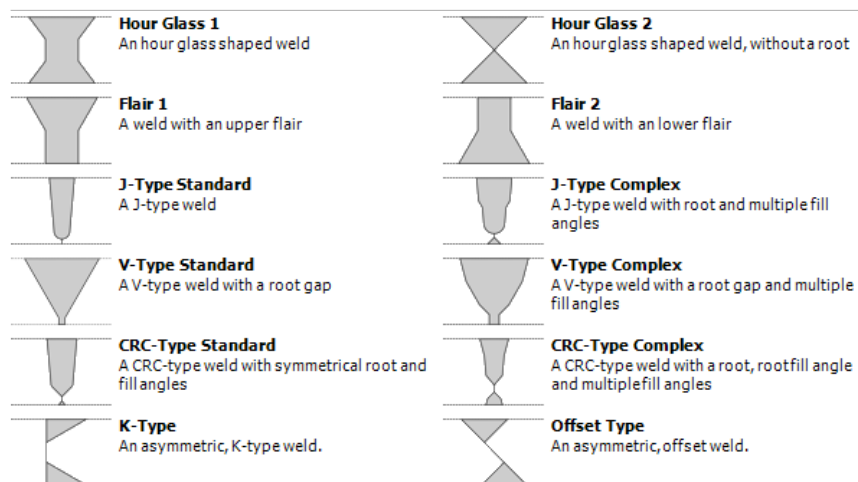 Hour Glass 1
An hour glass shaped weld
Hour Glass 2
An hour glass shaped weld, without a root
Flair 1
A weld with an upper flair
Flair 2
A weld with an lower flair
J-Type Standard
A J-type weld
J-Type Complex
A J-type weld with root and multiple fill
angles
V-Type Standard
A V-type weld with a root gap
V-Type Complex
A V-type weld with a root gap and multiple
fill angles
CRC-Type Standard
A CRC-type weld with symmetrical root and
fill angles
CRC-Type Complex
A CRC-type weld with a root, root fill angle
and multiple fill angles
K-Type
An asymmetric, K-type weld.
Offset Type
An asymmetric, offset weld.